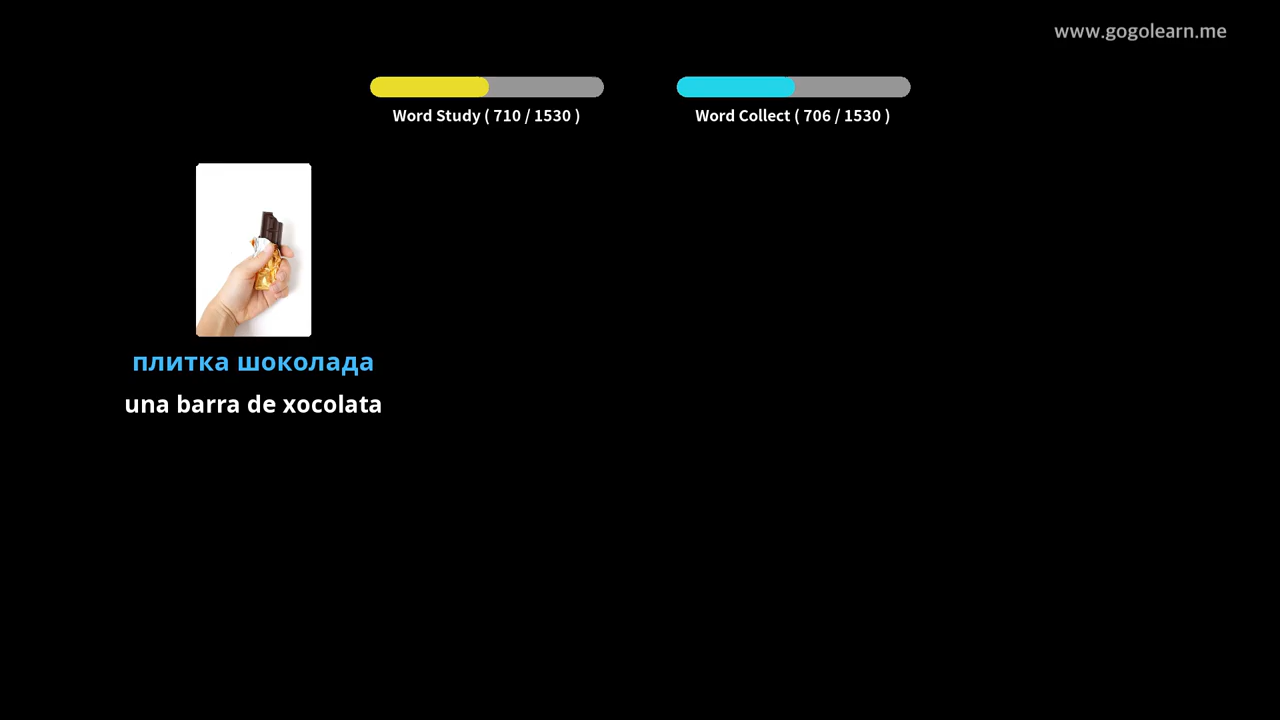 www.gogolearn.me
Word Study ( 710 / 1530 )
Word Collect ( 706 / 1530 )
плитка шоколада
una barra de xocolata